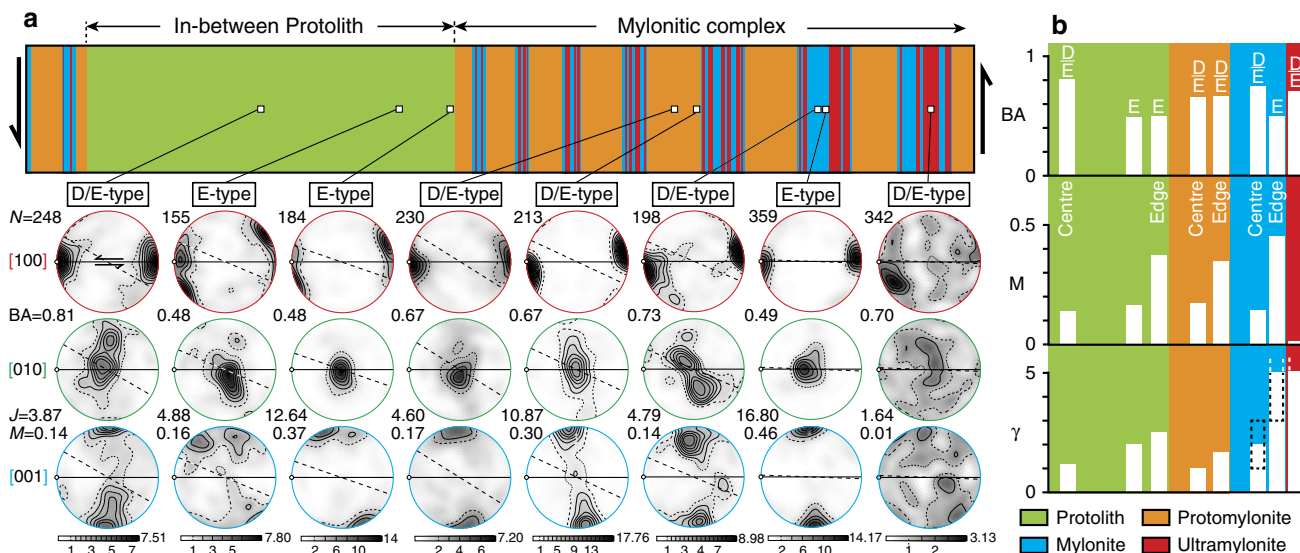 a
In-between Protolith
Mylonitic complex
D/E-type E-type E-type D/E-type D/E-type D/E-type E-type D/E-type
N=248 155 184 230 213 198 359 342
[100]
BA=0.81 0.48 0.48 0.67 0.67 0.73 0.49 0.70
[010]
J=3.87 4.88 12.64 4.60 10.87 4.79 16.80 1.64
M=0.14 0.16 0.37 0.17 0.30 0.14 0.46 0.01
[001]
7.51 7.80 14 7.20 17.76 8.98 14.17 3.13
1 3 5 7 1 3 5 2 6 10 2 4 6 1 5 9 13 1 4 7 2 6 10 1 2
b
1
BA
0
D/E E E D/E D/E D/E E D/E
0.5
M
0
Centre Edge Centre Edge Centre Edge
5
γ
0
Protolith Protomylonite
Mylonite Ultramylonite